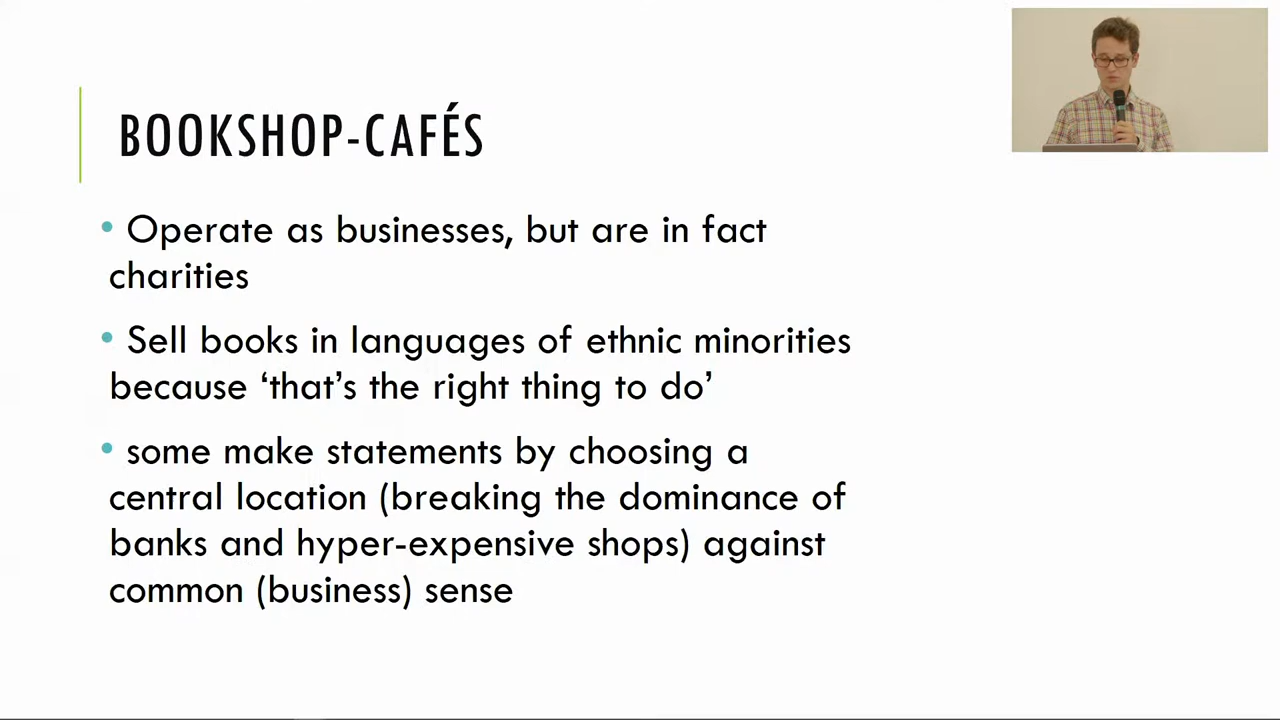 BOOKSHOP-CAFÉS
• Operate as businesses, but are in fact
charities
• Sell books in languages of ethnic minorities
because ‘that’s the right thing to do’
• some make statements by choosing a
central location (breaking the dominance of
banks and hyper-expensive shops) against
common (business) sense